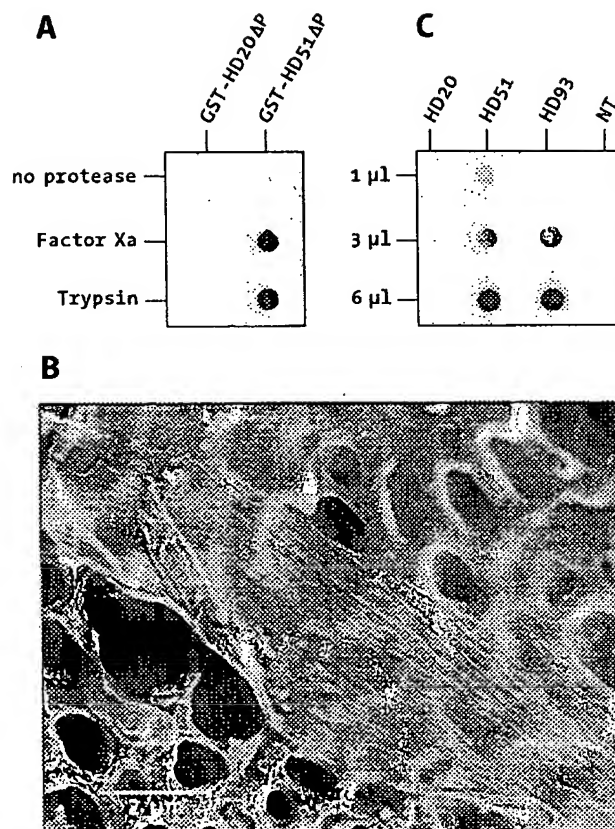 A
GST-HD20ΔP
GST-HD51ΔP
no protease
Factor Xa
Trypsin
C
HD20
HD51
HD93
NT
1 µl
3 µl
6 µl
B